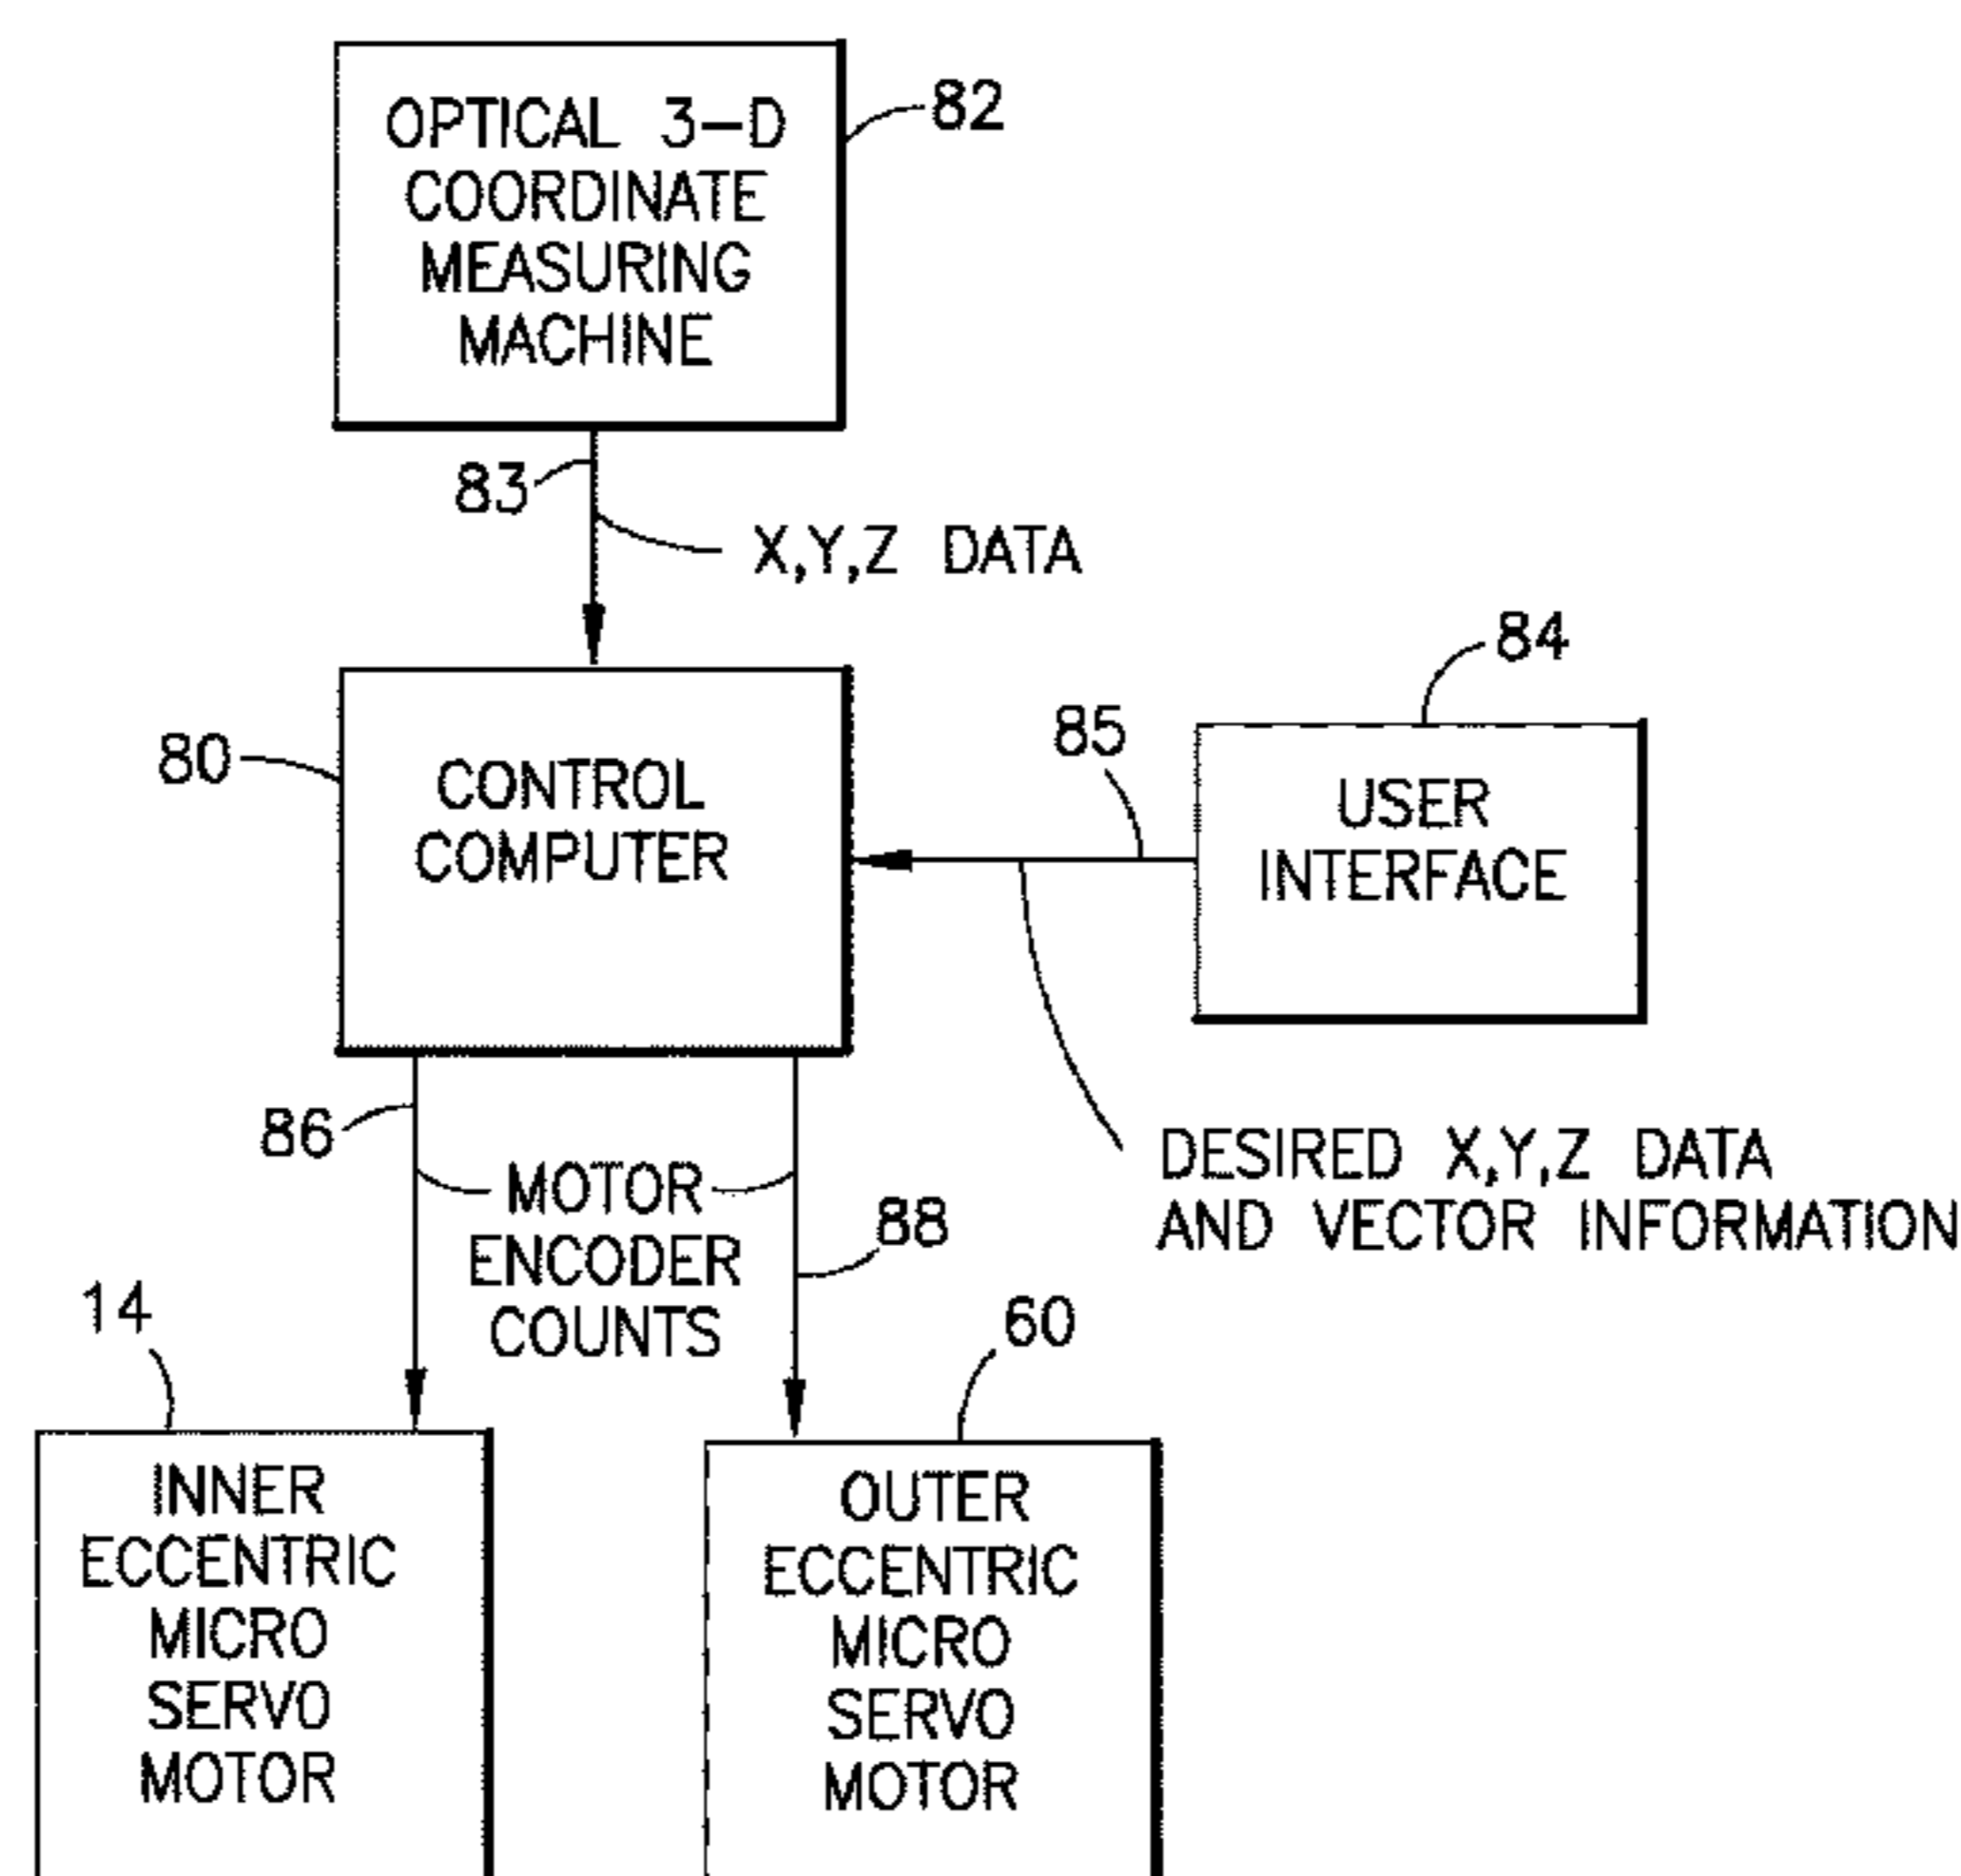 OPTICAL 3-D
COORDINATE
MEASURING
MACHINE
82
83
X,Y,Z DATA
84
80
CONTROL
COMPUTER
85
USER
INTERFACE
86
MOTOR
ENCODER
COUNTS
88
DESIRED X,Y,Z DATA
AND VECTOR INFORMATION
14
60
INNER
ECCENTRIC
MICRO
SERVO
MOTOR
OUTER
ECCENTRIC
MICRO
SERVO
MOTOR